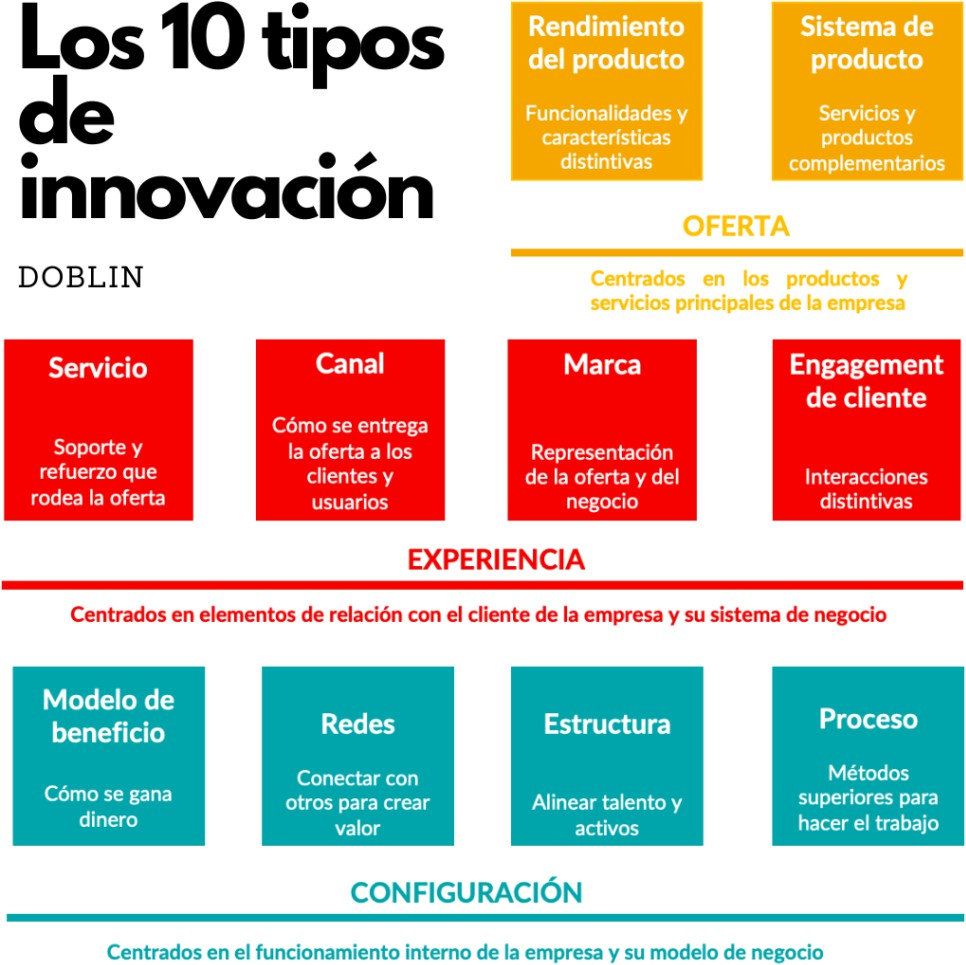 Los 10 tipos
de
innovación
DOBLIN
Rendimiento
del producto
Funcionalidades y
características
distintivas
Sistema de
producto
Servicios y
productos
complementarios
OFERTA
Centrados en los productos y
servicios principales de la empresa
Servicio
Soporte y
refuerzo que
rodea la oferta
Canal
Cómo se entrega
la oferta a los
clientes y
usuarios
Marca
Representación
de la oferta y del
negocio
Engagement
de cliente
Interacciones
distintivas
EXPERIENCIA
Centrados en elementos de relación con el cliente de la empresa y su sistema de negocio
Modelo de
beneficio
Cómo se gana
dinero
Redes
Conectar con
otros para crear
valor
Estructura
Alinear talento y
activos
Proceso
Métodos
superiores para
hacer el trabajo
CONFIGURACIÓN
Centrados en el funcionamiento interno de la empresa y su modelo de negocio